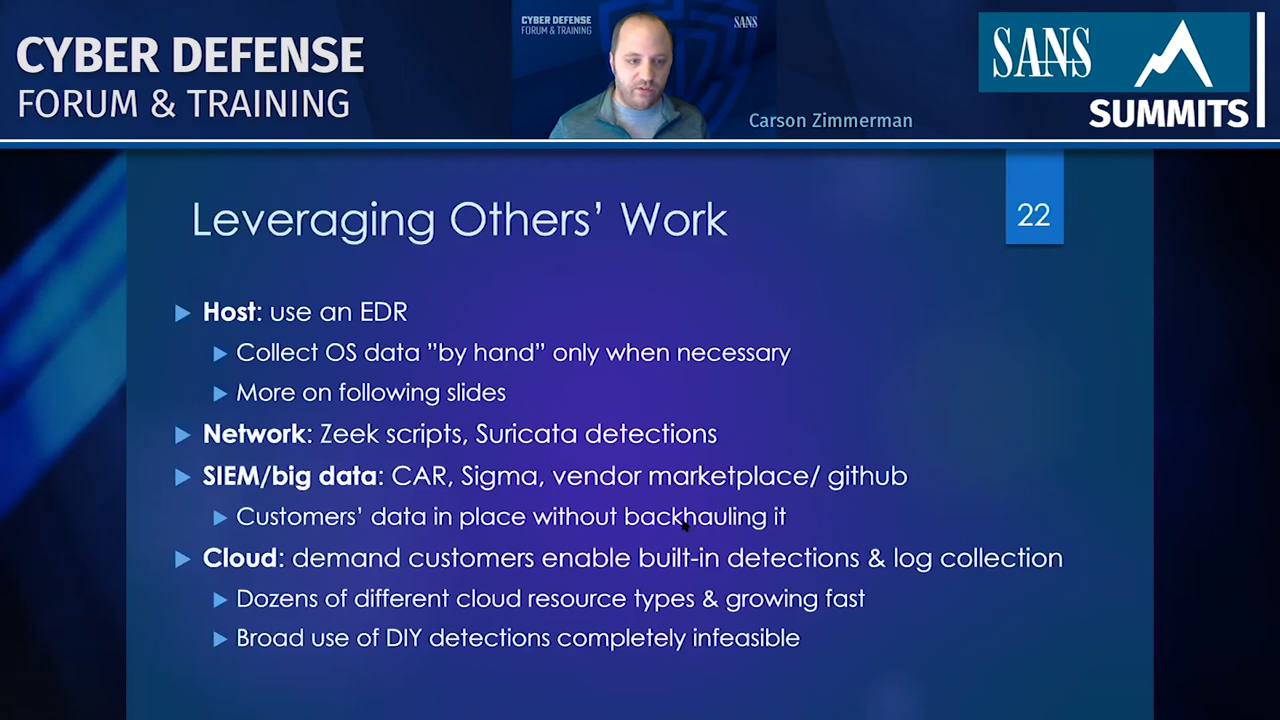 CYBER DEFENSE
FORUM & TRAINING
CYBER DEFENSE
FORUM & TRAINING
SANS
Carson Zimmerman
SANS
SUMMITS
Leveraging Others’ Work
22
Host: use an EDR
Collect OS data ”by hand” only when necessary
More on following slides
Network: Zeek scripts, Suricata detections
SIEM/big data: CAR, Sigma, vendor marketplace/ github
Customers’ data in place without backhauling it
Cloud: demand customers enable built-in detections & log collection
Dozens of different cloud resource types & growing fast
Broad use of DIY detections completely infeasible